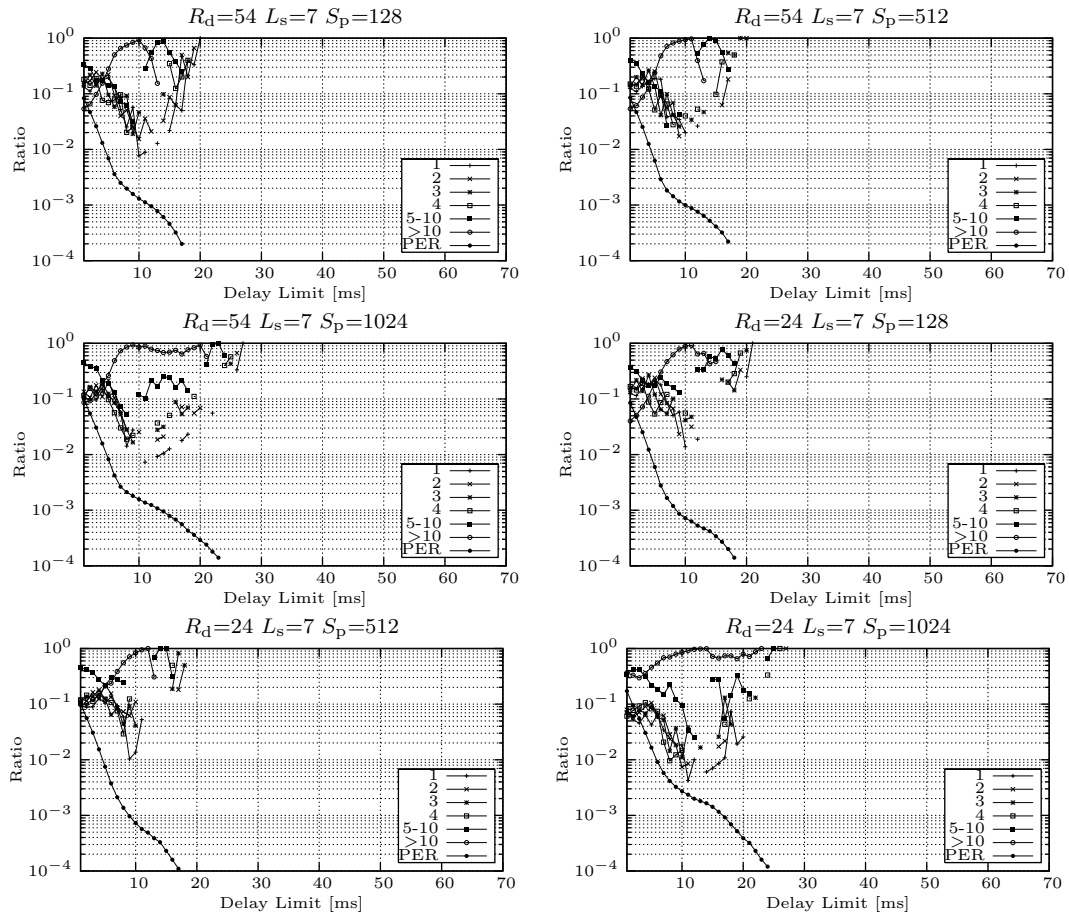 R_d=54 L_s=7 S_p=128
10^0
10^−1
10^−2
10^−3
10^−4
Ratio
10 20 30 40 50 60 70
Delay Limit [ms]
1
2
3
4
5-10
>10
PER
R_d=54 L_s=7 S_p=512
10^0
10^−1
10^−2
10^−3
10^−4
Ratio
10 20 30 40 50 60 70
Delay Limit [ms]
1
2
3
4
5-10
>10
PER
R_d=54 L_s=7 S_p=1024
10^0
10^−1
10^−2
10^−3
10^−4
Ratio
10 20 30 40 50 60 70
Delay Limit [ms]
1
2
3
4
5-10
>10
PER
R_d=24 L_s=7 S_p=128
10^0
10^−1
10^−2
10^−3
10^−4
Ratio
10 20 30 40 50 60 70
Delay Limit [ms]
1
2
3
4
5-10
>10
PER
R_d=24 L_s=7 S_p=512
10^0
10^−1
10^−2
10^−3
10^−4
Ratio
10 20 30 40 50 60 70
Delay Limit [ms]
1
2
3
4
5-10
>10
PER
R_d=24 L_s=7 S_p=1024
10^0
10^−1
10^−2
10^−3
10^−4
Ratio
10 20 30 40 50 60 70
Delay Limit [ms]
1
2
3
4
5-10
>10
PER